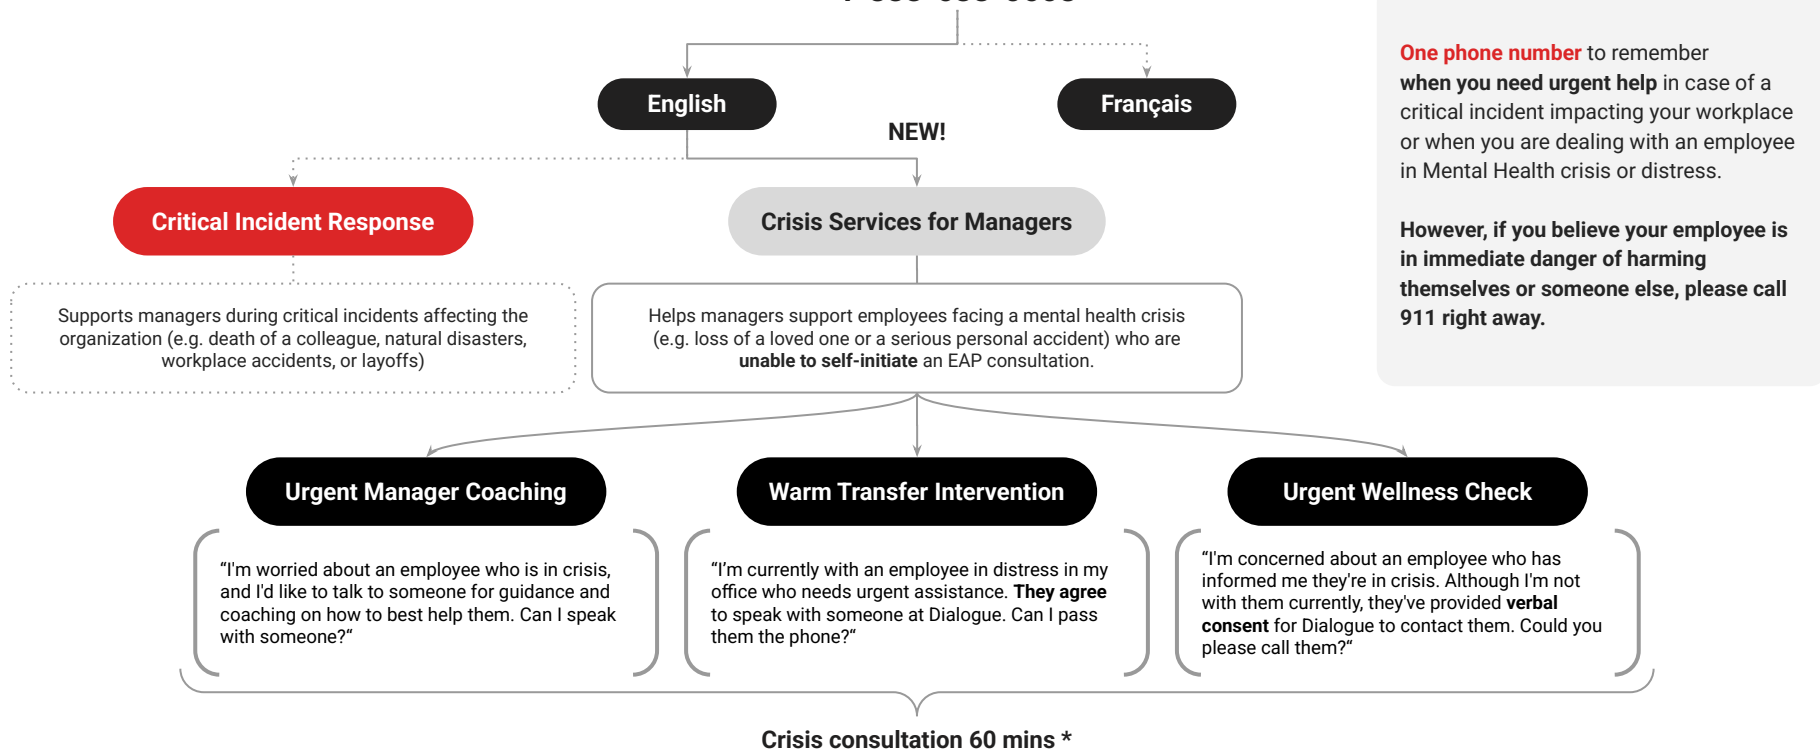 English
Français
NEW!
Critical Incident Response
Crisis Services for Managers
Supports managers during critical incidents affecting the
organization (e.g. death of a colleague, natural disasters,
workplace accidents, or layoffs)
Helps managers support employees facing a mental health crisis
(e.g. loss of a loved one or a serious personal accident) who are
unable to self-initiate an EAP consultation.
One phone number to remember
when you need urgent help in case of a
critical incident impacting your workplace
or when you are dealing with an employee
in Mental Health crisis or distress.
However, if you believe your employee is
in immediate danger of harming
themselves or someone else, please call
911 right away.
Urgent Manager Coaching
“I'm worried about an employee who is in crisis,
and I'd like to talk to someone for guidance and
coaching on how to best help them. Can I speak
with someone?“
Warm Transfer Intervention
“I’m currently with an employee in distress in my
office who needs urgent assistance. They agree
to speak with someone at Dialogue. Can I pass
them the phone?“
Urgent Wellness Check
“I'm concerned about an employee who has
informed me they're in crisis. Although I'm not
with them currently, they've provided verbal
consent for Dialogue to contact them. Could you
please call them?“
Crisis consultation 60 mins *